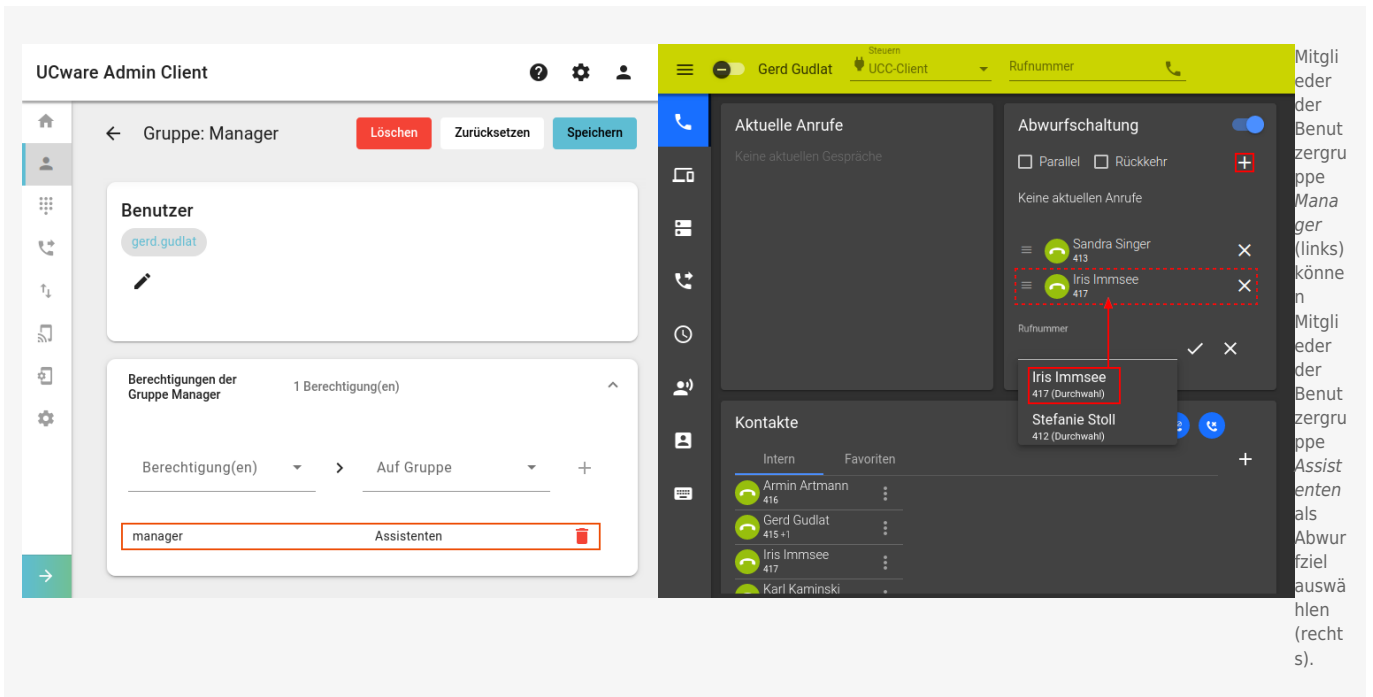 UCware Admin Client
Gruppe: Manager
Löschen
Zurücksetzen
Speichern
Benutzer
gerd.gudlat
Berechtigungen der
Gruppe Manager
1 Berechtigung(en)
Berechtigung(en)
Auf Gruppe
manager
Assistenten
Gerd Gudlat
Steuern
UCC-Client
Rufnummer
Aktuelle Anrufe
Keine aktuellen Gespräche
Abwurfschaltung
Parallel
Rückkehr
Keine aktuellen Anrufe
Sandra Singer
413
Iris Immsee
417
Rufnummer
Iris Immsee
417 (Durchwahl)
Stefanie Stoll
412 (Durchwahl)
Kontakte
Intern
Favoriten
Armin Artmann
416
Gerd Gudlat
415 +1
Iris Immsee
417
Karl Kaminski
Mitgli
eder
der
Benut
zergru
ppe
Mana
ger
(links)
könne
n
Mitgli
eder
der
Benut
zergru
ppe
Assist
enten
als
Abwur
fziel
auswä
hlen
(recht
s).